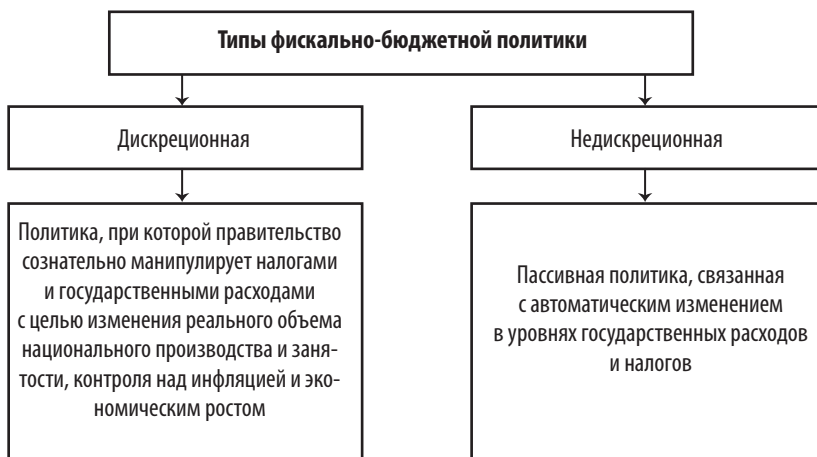 Типы фискально-бюджетной политики
Дискреционная
Недискреционная
Политика, при которой правительство
сознательно манипулирует налогами
и государственными расходами
с целью изменения реального объема
национального производства и заня-
тости, контроля над инфляцией и эко-
номическим ростом
Пассивная политика, связанная
с автоматическим изменением
в уровнях государственных расходов
и налогов